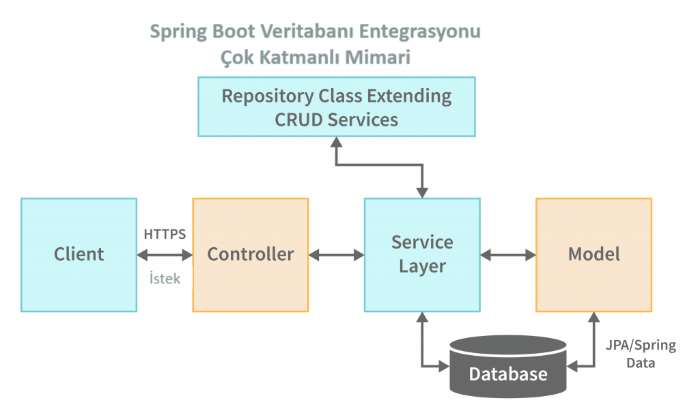 Spring Boot Veritabanı Entegrasyonu
Çok Katmanlı Mimari
Repository Class Extending
CRUD Services
Client
HTTPS
İstek
Controller
Service
Layer
Model
JPA/Spring
Data
Database